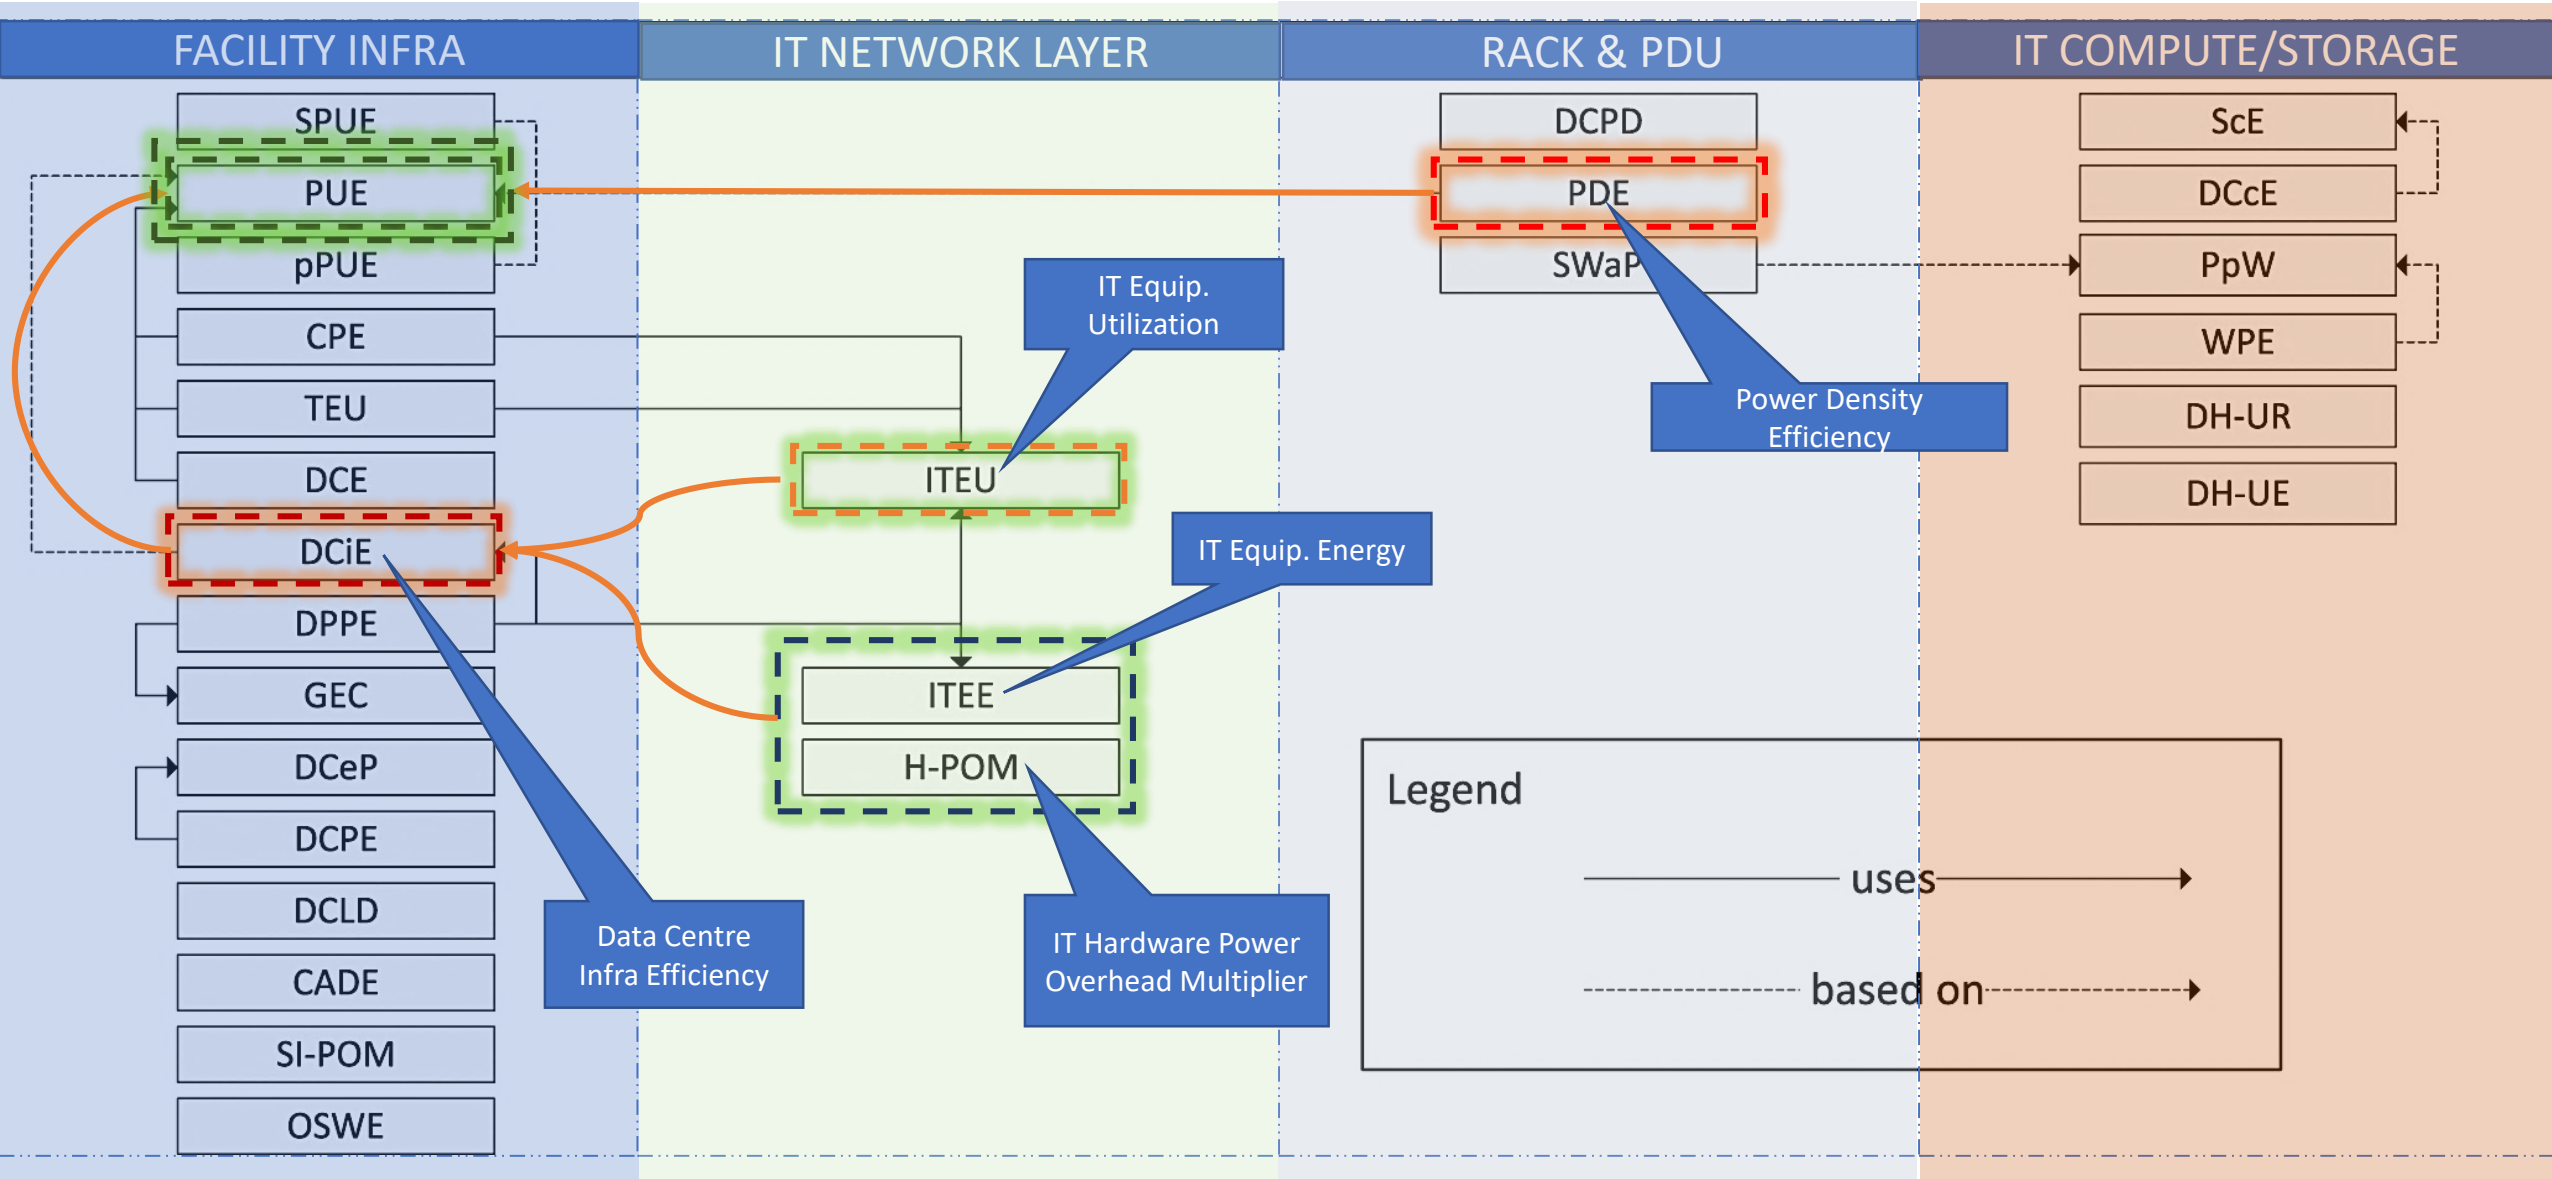 FACILITY INFRA
IT NETWORK LAYER
RACK & PDU
IT COMPUTE/STORAGE
SPUE
PUE
pPUE
CPE
TEU
DCE
DCiE
DPPE
GEC
DCeP
DCPE
DCLD
CADE
SI-POM
OSWE
Data Centre
Infra Efficiency
IT Equip.
Utilization
ITEU
IT Equip. Energy
ITEE
H-POM
IT Hardware Power
Overhead Multiplier
DCPD
PDE
SWaP
Power Density
Efficiency
ScE
DCcE
PpW
WPE
DH-UR
DH-UE
Legend
uses
based on